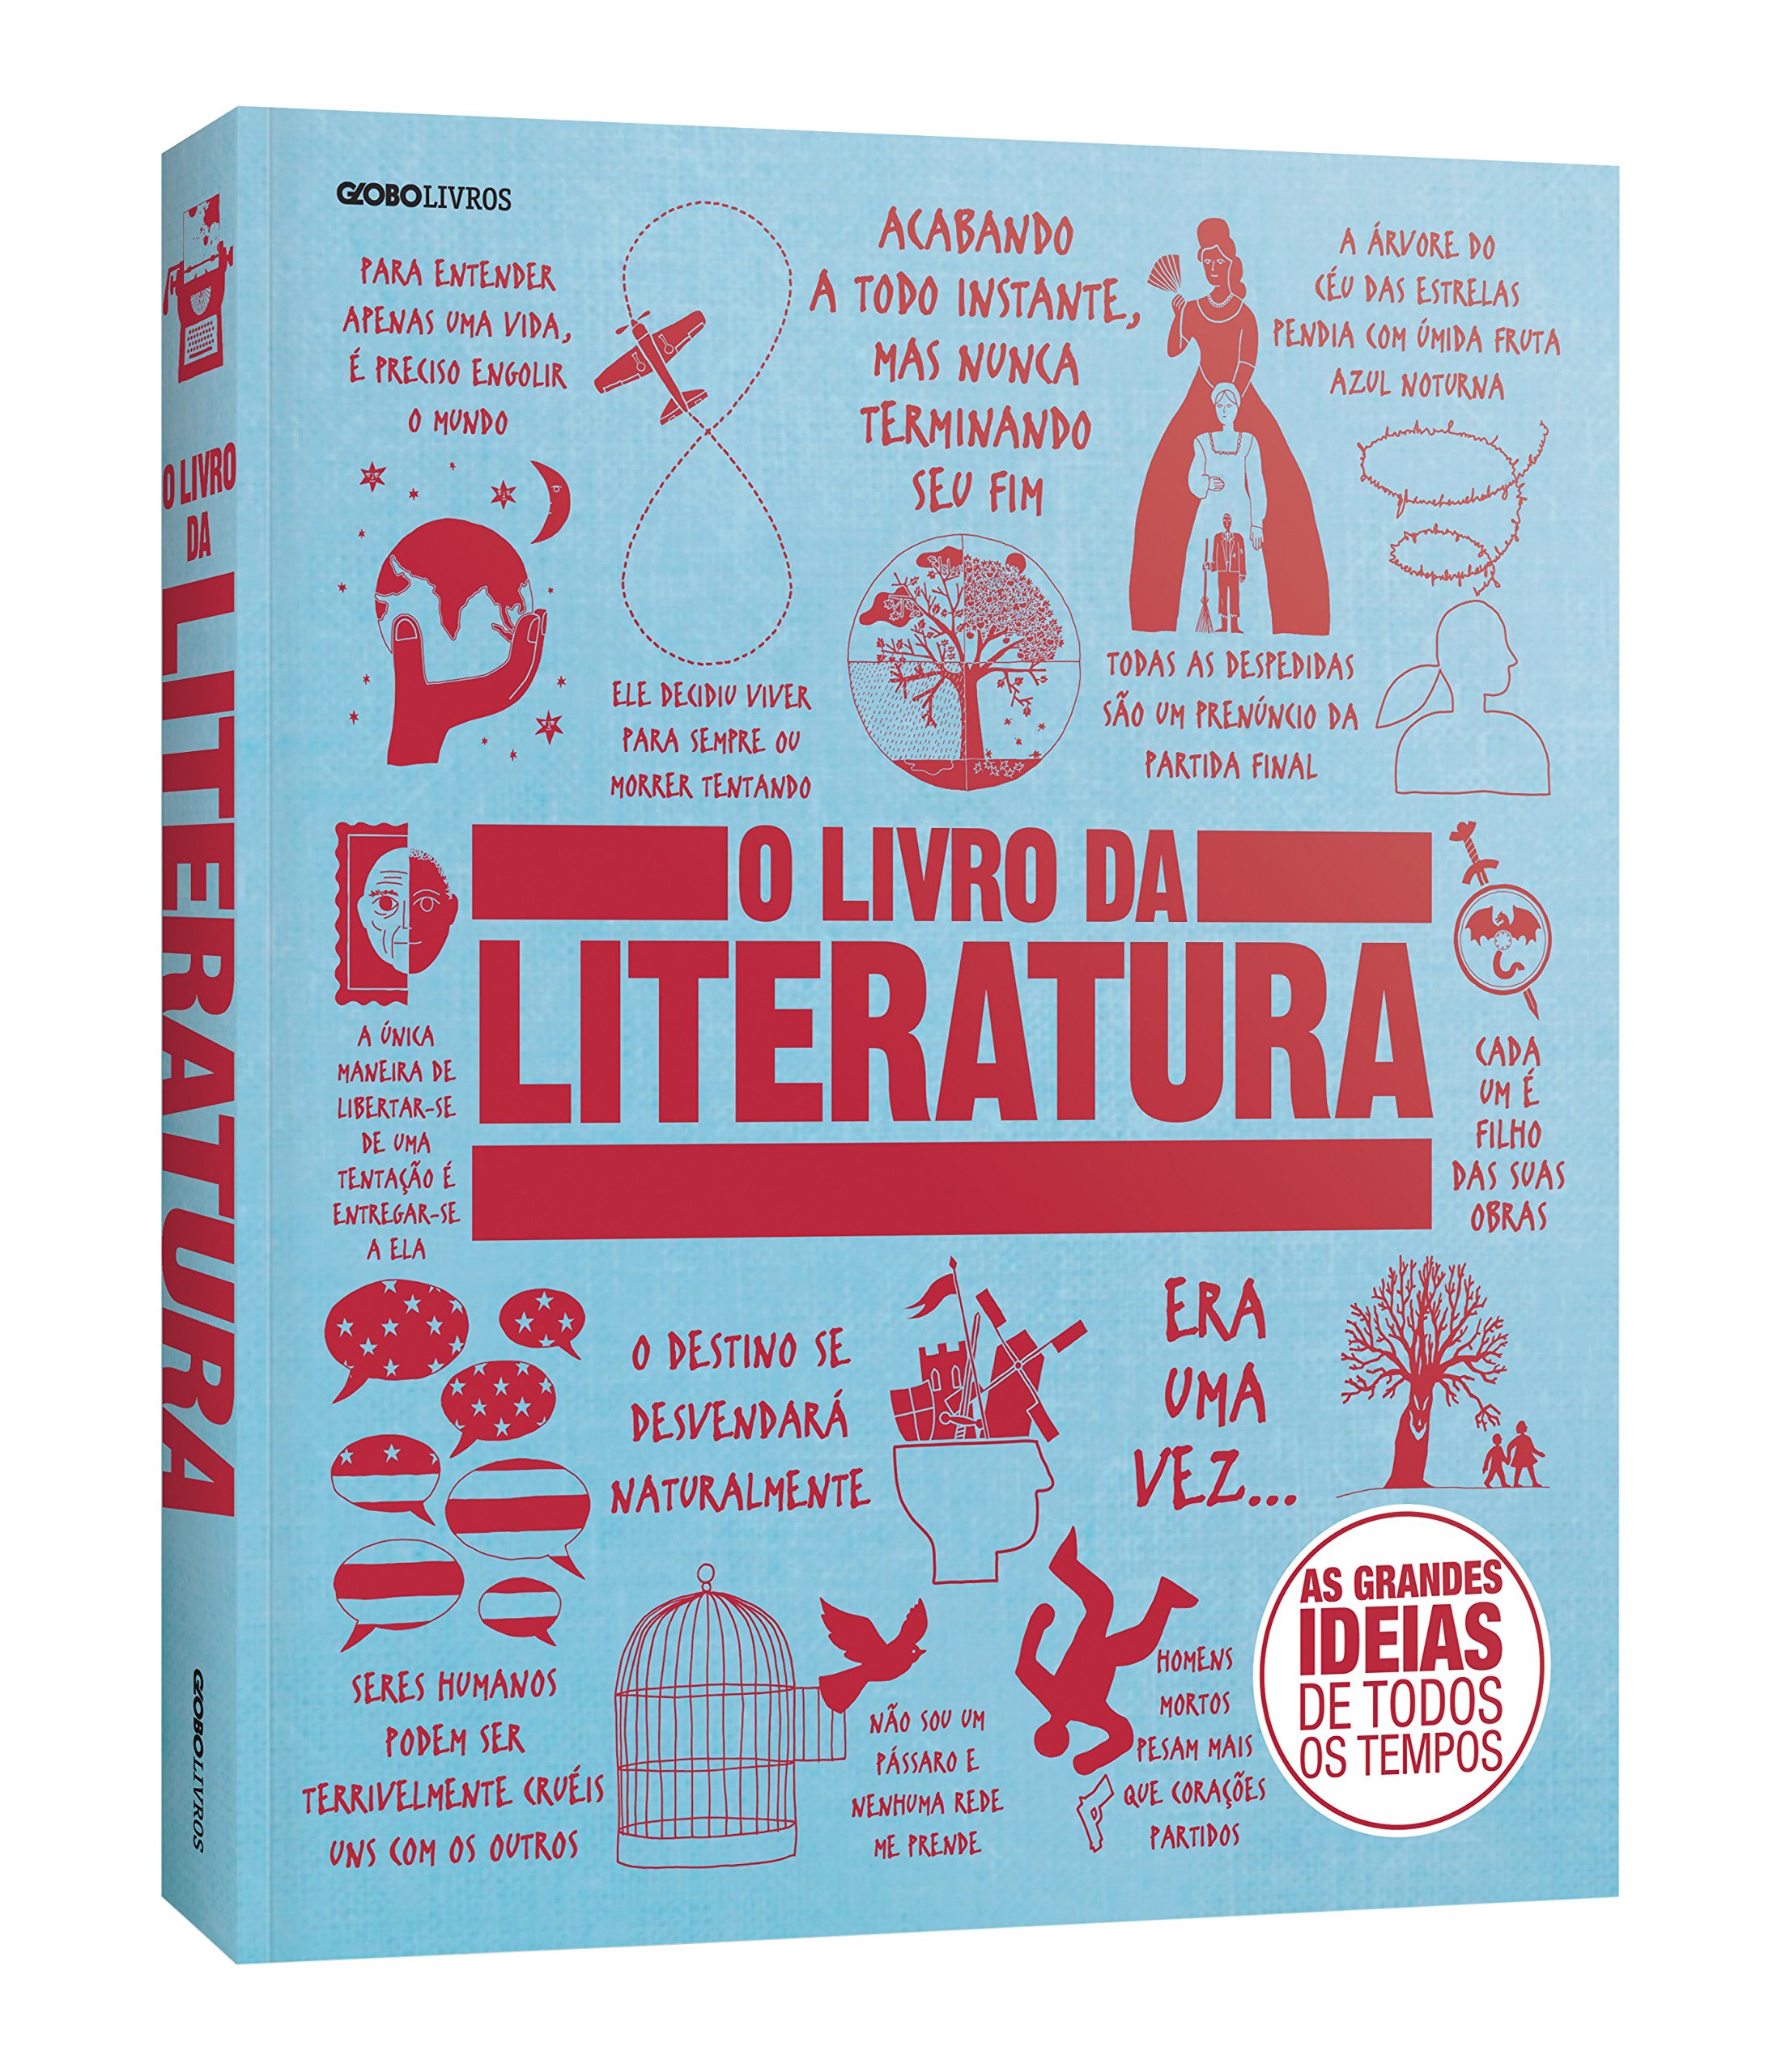 GLOBOLIVROS
PARA ENTENDER
APENAS UMA VIDA,
É PRECISO ENGOLIR
O MUNDO
ACABANDO
A TODO INSTANTE,
MAS NUNCA
TERMINANDO
SEU FIM
A ÁRVORE DO
CÉU DAS ESTRELAS
PENDIA COM ÚMIDA FRUTA
AZUL NOTURNA
ELE DECIDIU VIVER
PARA SEMPRE OU
MORRER TENTANDO
TODAS AS DESPEDIDAS
SÃO UM PRENÚNCIO DA
PARTIDA FINAL
O LIVRO DA
LITERATURA
A ÚNICA
MANEIRA DE
LIBERTAR-SE
DE UMA
TENTAÇÃO É
ENTREGAR-SE
A ELA
CADA
UM É
FILHO
DAS SUAS
OBRAS
O DESTINO SE
DESVENDARÁ
NATURALMENTE
ERA
UMA
VEZ...
SERES HUMANOS
PODEM SER
TERRIVELMENTE CRUÉIS
UNS COM OS OUTROS
NÃO SOU UM
PÁSSARO E
NENHUMA REDE
ME PRENDE
HOMENS
MORTOS
PESAM MAIS
QUE CORAÇÕES
PARTIDOS
AS GRANDES
IDEIAS
DE TODOS
OS TEMPOS
O LIVRO
DA
LITERATURA
GLOBOLIVROS